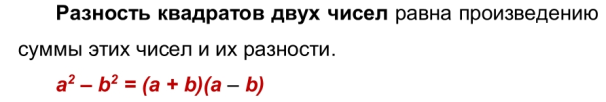 Разность квадратов двух чисел равна произведению
суммы этих чисел и их разности.
a² – b² = (a + b)(a – b)